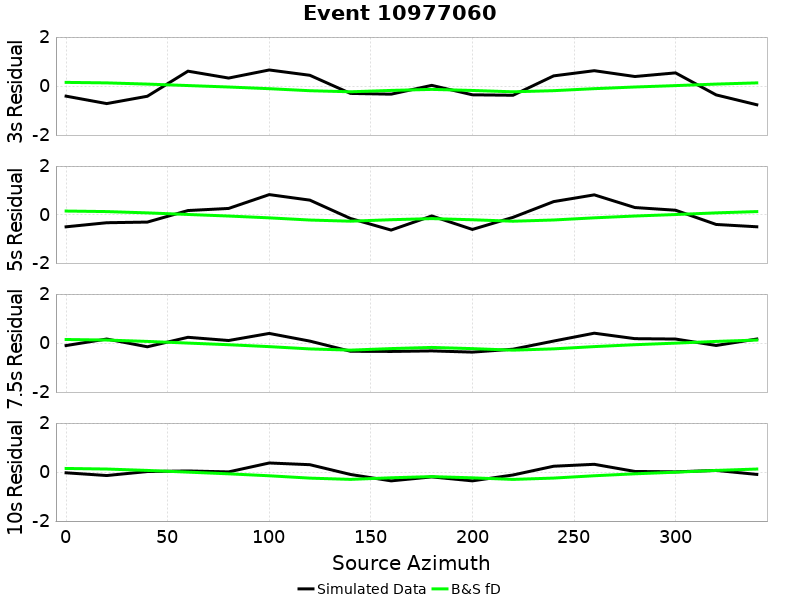 Event 10977060
3s Residual
2
0
-2
5s Residual
2
0
-2
7.5s Residual
2
0
-2
10s Residual
2
0
-2
0 50 100 150 200 250 300
Source Azimuth
Simulated Data B&S fD